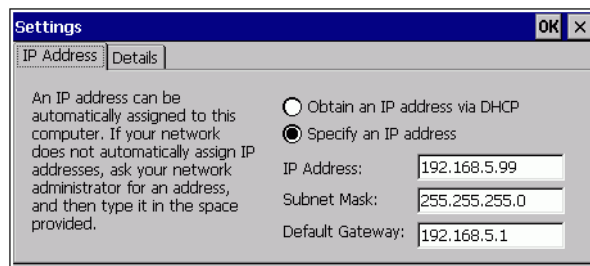 Settings OK ×
IP Address Details
An IP address can be
automatically assigned to this
computer. If your network
does not automatically assign IP
addresses, ask your network
administrator for an address,
and then type it in the space
provided.
Obtain an IP address via DHCP
Specify an IP address
IP Address: 192.168.5.99
Subnet Mask: 255.255.255.0
Default Gateway: 192.168.5.1